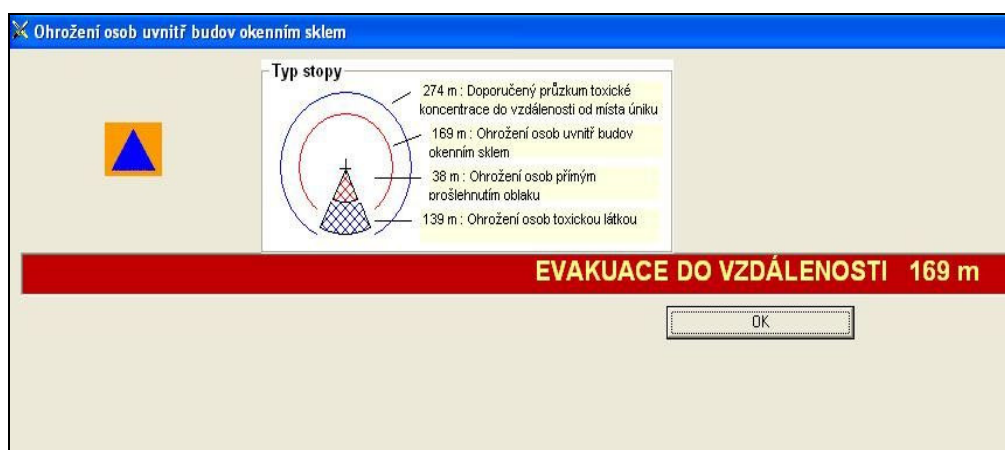 Ohrožení osob uvnitř budov okenním sklem
Typ stopy
274 m : Doporučený průzkum toxické
koncentrace do vzdálenosti od místa úniku
169 m : Ohrožení osob uvnitř budov
okenním sklem
38 m : Ohrožení osob přímým
prošlehnutím oblaku
139 m : Ohrožení osob toxickou látkou
EVAKUACE DO VZDÁLENOSTI 169 m
OK